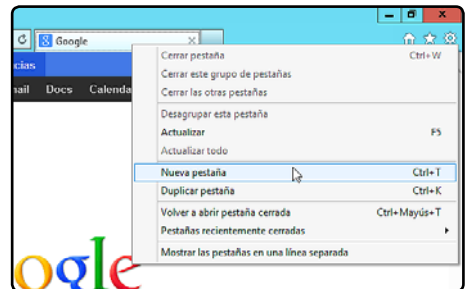 Google
cias
ail Docs Calenda
Cerrar pestaña Ctrl+W
Cerrar este grupo de pestañas
Cerrar las otras pestañas
Desagrupar esta pestaña
Actualizar F5
Actualizar todo
Nueva pestaña Ctrl+T
Duplicar pestaña Ctrl+K
Volver a abrir pestaña cerrada Ctrl+Mayús+T
Pestañas recientemente cerradas
Mostrar las pestañas en una línea separada
ogle